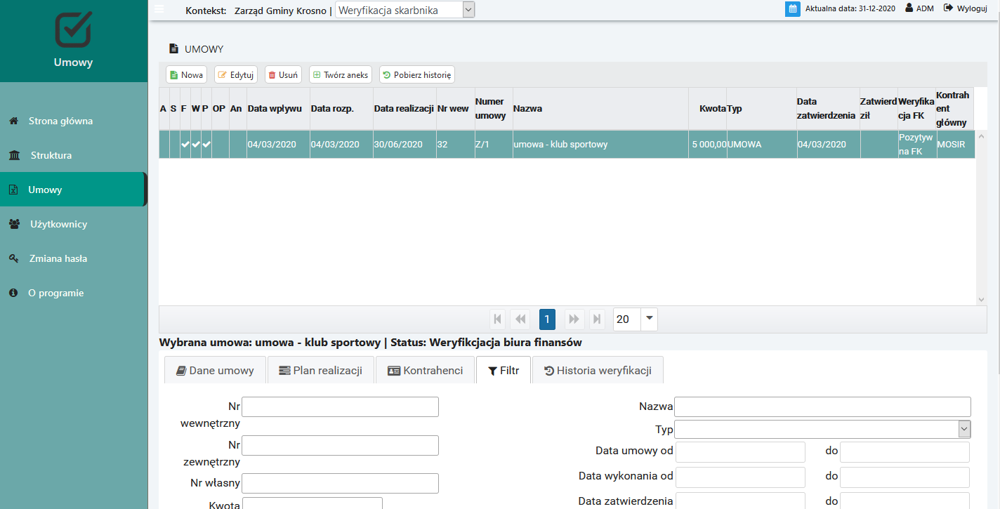 Kontekst: Zarząd Gminy Krosno | Weryfikacja skarbnika
Aktualna data: 31-12-2020 ADM Wyloguj
Umowy
Strona główna
Struktura
Umowy
Użytkownicy
Zmiana hasła
O programie
UMOWY
Nowa Edytuj Usuń Twórz aneks Pobierz historię
A S F W P OP An Data wpływu Data rozp. Data realizacji Nr wew Numer umowy Nazwa Kwota Typ Data zatwierdzenia Zatwierdził Weryfikacja FK Kontrahent główny
04/03/2020 04/03/2020 30/06/2020 32 Z/1 umowa - klub sportowy 5 000,00 UMOWA 04/03/2020 Pozytywna FK MOSIR
1 20
Wybrana umowa: umowa - klub sportowy | Status: Weryfikcjacja biura finansów
Dane umowy Plan realizacji Kontrahenci Filtr Historia weryfikacji
Nr wewnętrzny
Nr zewnętrzny
Nr własny
Kwota
Nazwa
Typ
Data umowy od do
Data wykonania od do
Data zatwierdzenia do